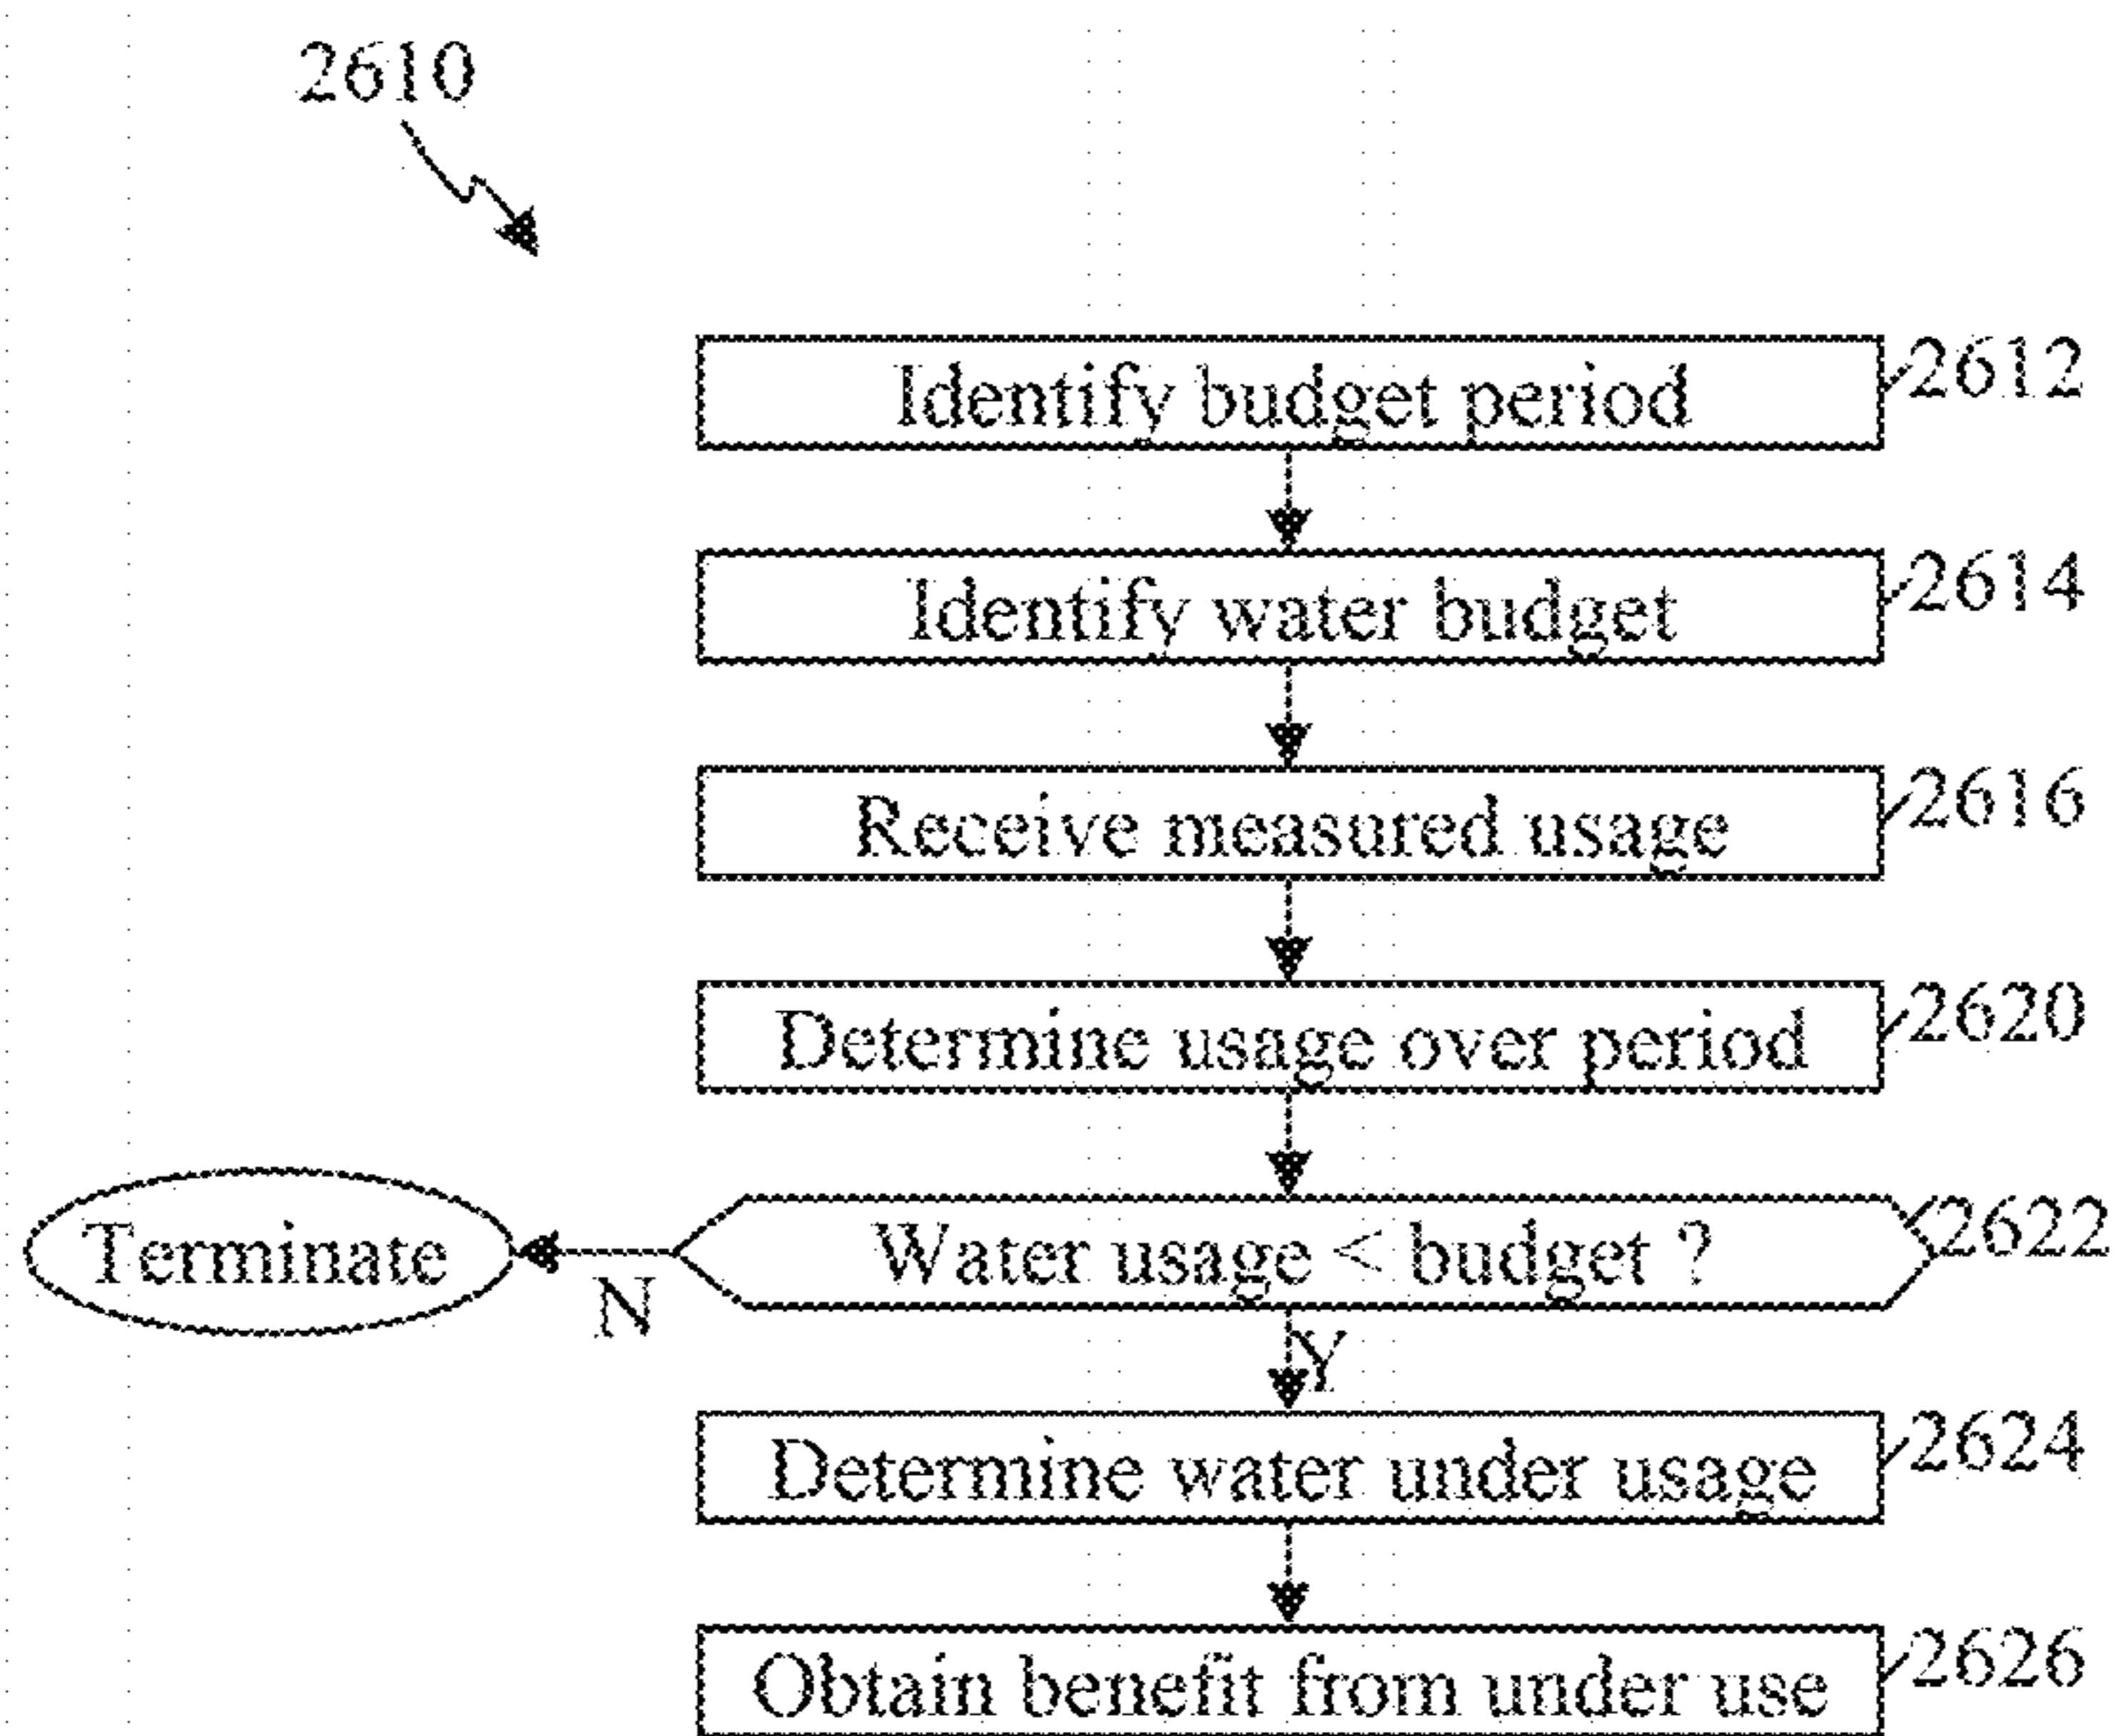 2610
Identify budget period 2612
Identify water budget 2614
Receive measured usage 2616
Determine usage over period 2620
Terminate N Water usage < budget ? 2622
Y
Determine water under usage 2624
Obtain benefit from under use 2626